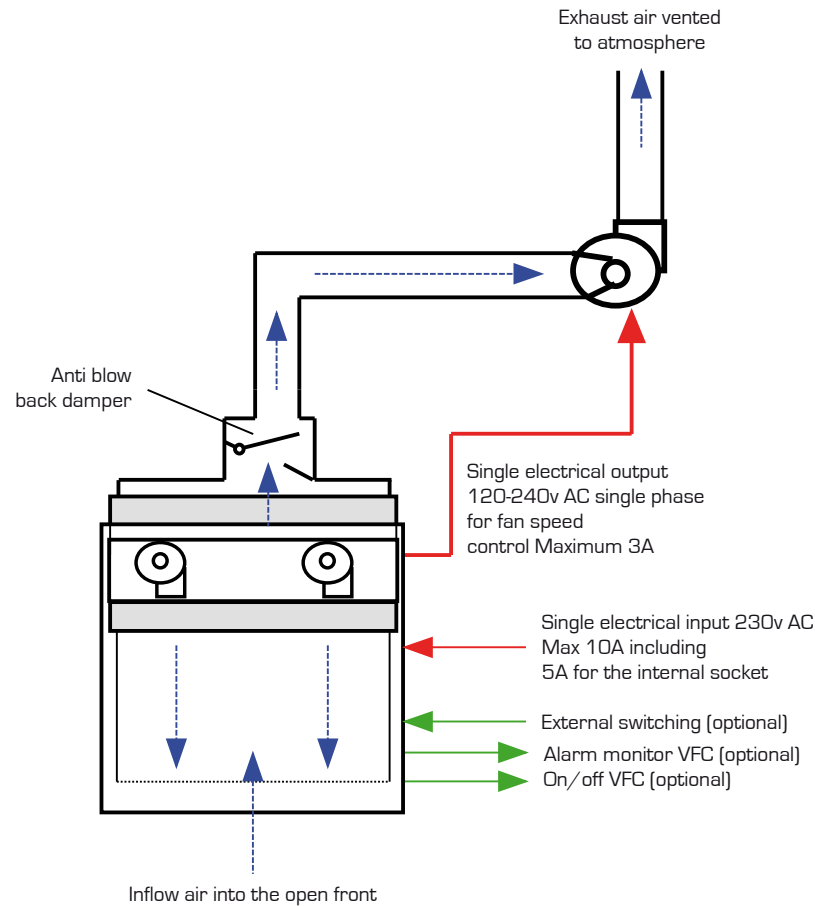 Exhaust air vented
to atmosphere
Anti blow
back damper
Single electrical output
120-240v AC single phase
for fan speed
control Maximum 3A
Single electrical input 230v AC
Max 10A including
5A for the internal socket
External switching (optional)
Alarm monitor VFC (optional)
On/off VFC (optional)
Inflow air into the open front